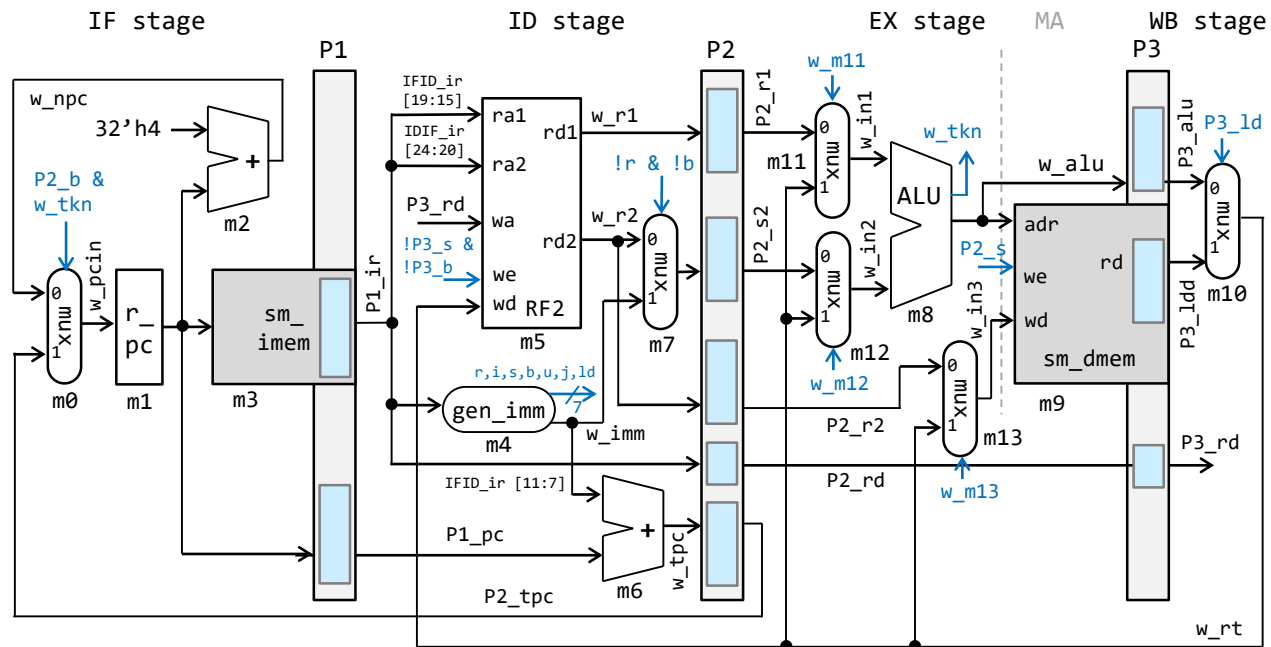 IF stage
ID stage
EX stage
MA
WB stage
P1
P2
P3
w_npc
32'h4
+
m2
P2_b &
w_tkn
0
mux
1
m0
w_pcin
r_
pc
m1
sm_
imem
m3
P1_ir
IFID_ir
[19:15]
IDIF_ir
[24:20]
P3_rd
!P3_s &
!P3_b
ra1
ra2
wa
we
wd
rd1
rd2
RF2
m5
w_r1
!r & !b
w_r2
0
mux
1
m7
r,i,s,b,u,j,ld
7
gen_imm
m4
w_imm
IFID_ir [11:7]
P1_pc
+
m6
w_tpc
P2_tpc
P2_r1
P2_s2
w_m11
0
mux
1
m11
w_in1
0
mux
1
m12
w_m12
w_in2
w_tkn
ALU
m8
P2_r2
P2_rd
0
mux
1
m13
w_m13
w_in3
w_alu
P2_s
adr
we
wd
rd
sm_dmem
m9
P3_alu
P3_ldd
P3_ld
0
mux
1
m10
P3_rd
w_rt